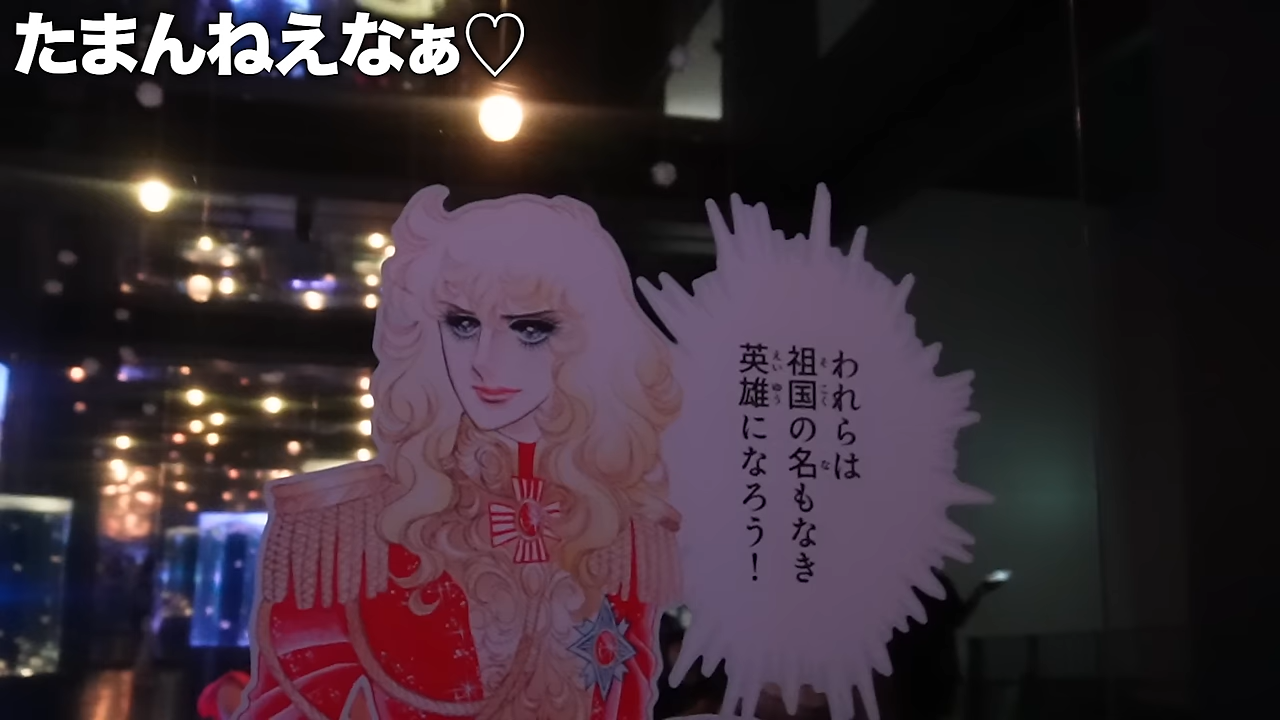 たまんねえなぁ♡
われらは
祖国の名もなき
英雄になろう!